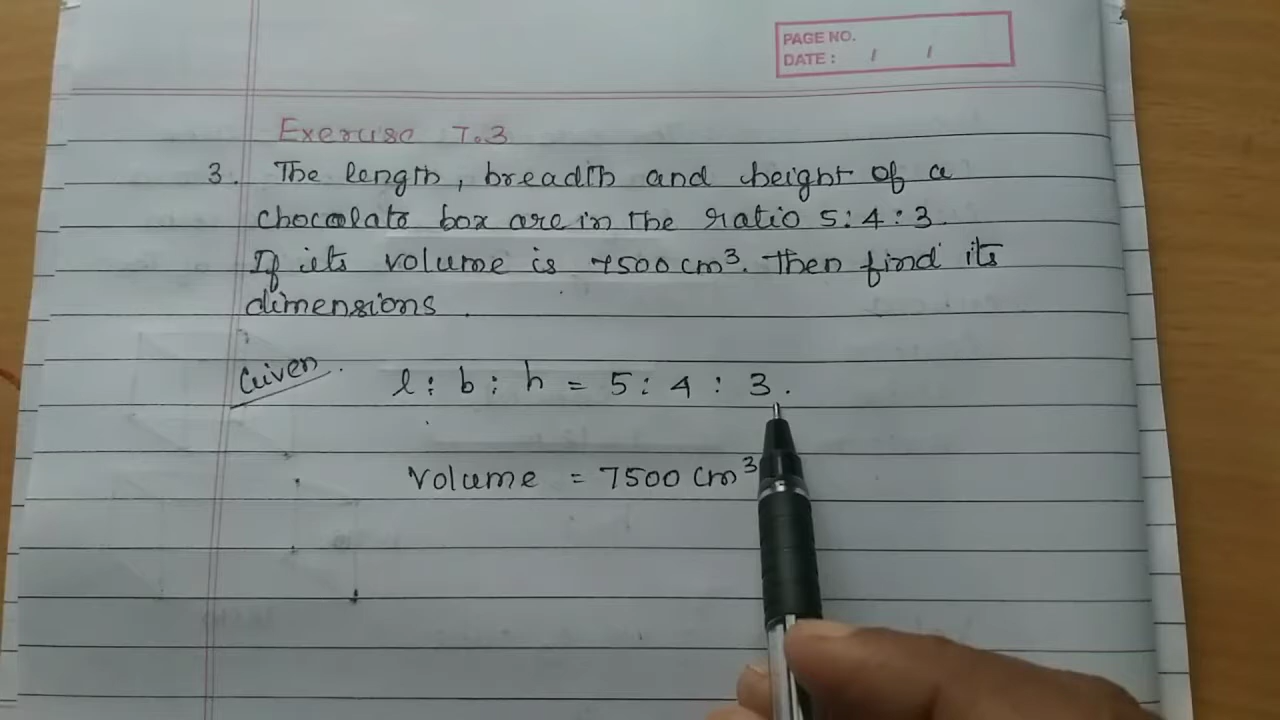 PAGE NO.
DATE : / /
Exercise 7.3
3. The length, breadth and height of a
chocolate box are in the ratio 5:4:3.
If its volume is 7500 cm³. Then find its
dimensions.
Given.
l : b : h = 5 : 4 : 3.
Volume = 7500 cm³